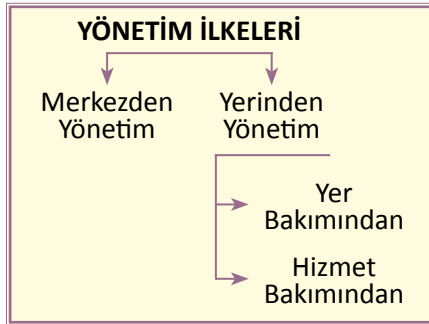 YÖNETİM İLKELERİ
Merkezden
Yönetim
Yerinden
Yönetim
Yer
Bakımından
Hizmet
Bakımından